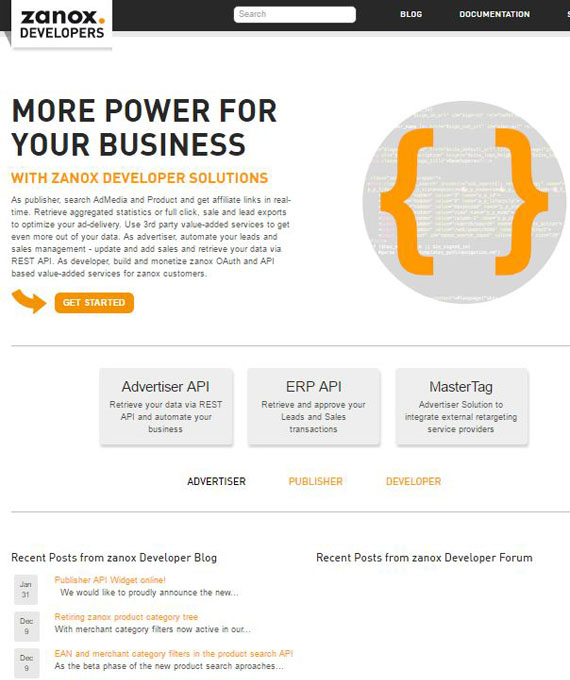 zanox.
DEVELOPERS
Search
BLOG
DOCUMENTATION
MORE POWER FOR
YOUR BUSINESS
WITH ZANOX DEVELOPER SOLUTIONS
As publisher, search AdMedia and Product and get affiliate links in real-
time. Retrieve aggregated statistics or full click, sale and lead exports
to optimize your ad-delivery. Use 3rd party value-added services to get
even more out of your data. As advertiser, automate your leads and
sales management - update and add sales and retrieve your data via
REST API. As developer, build and monetize zanox OAuth and API
based value-added services for zanox customers.
GET STARTED
{ }
Advertiser API
Retrieve your data via REST
API and automate your
business
ERP API
Retrieve and approve your
Leads and Sales
transactions
MasterTag
Advertiser Solution to
integrate external retargeting
service providers
ADVERTISER
PUBLISHER
DEVELOPER
Recent Posts from zanox Developer Blog
Jan
31
Publisher API Widget online!
We would like to proudly announce the new...
Dec
9
Retiring zanox product category tree
With merchant category filters now active in our...
Dec
9
EAN and merchant category filters in the product search API
As the beta phase of the new product search aproaches...
Recent Posts from zanox Developer Forum